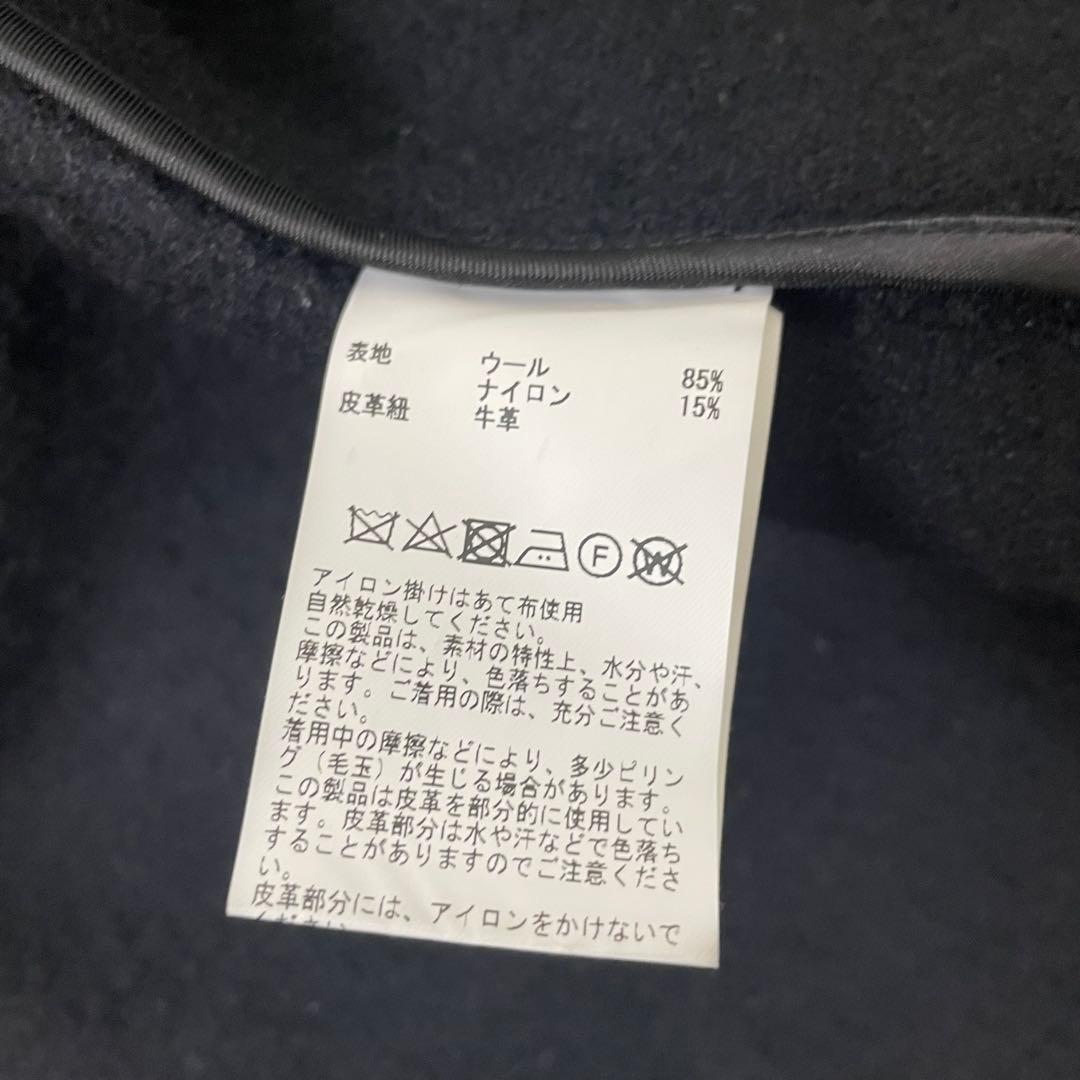 表地 ウール 85%
ナイロン 15%
皮革紐 牛革
F W
アイロン掛けはあて布使用
自然乾燥してください。
この製品は、素材の特性上、水分や汗、
摩擦などにより、色落ちすることがあ
ります。ご着用の際は、充分ご注意く
ださい。
着用中の摩擦などにより、多少ピリン
グ（毛玉）が生じる場合があります。
この製品は皮革を部分的に使用してい
ます。皮革部分は水や汗などで色落ち
することがありますのでご注意くださ
い。
皮革部分には、アイロンをかけないで
ください。